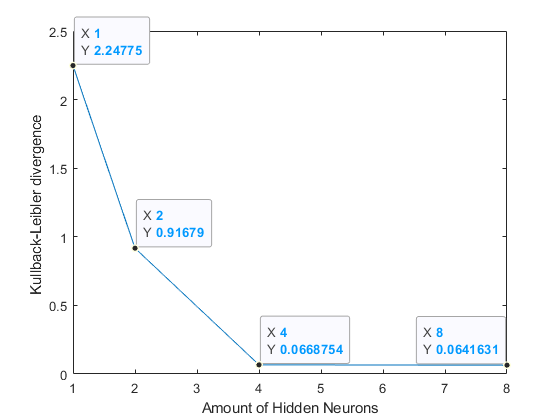 X 1
Y 2.24775
X 2
Y 0.91679
X 4
Y 0.0668754
X 8
Y 0.0641631
2.5
2
1.5
1
0.5
0
Kullback-Leibler divergence
1 2 3 4 5 6 7 8
Amount of Hidden Neurons